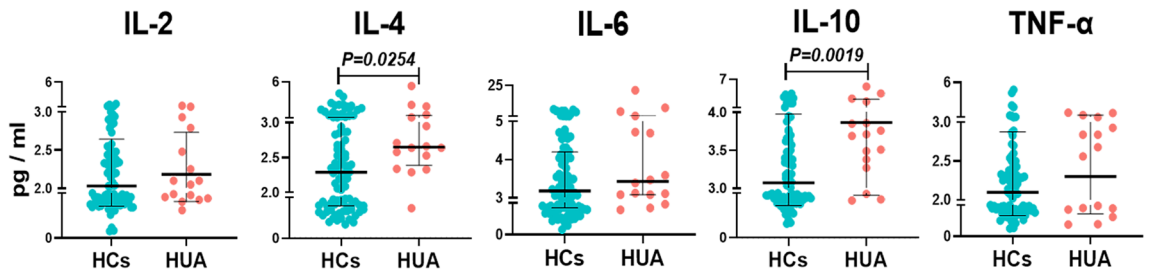 IL-2 IL-4 IL-6 IL-10 TNF-α
P=0.0254 P=0.0019
pg / ml
6 3.0 2.5 2.0 0
HCs HUA
6 3.0 2.5 2.0 0
HCs HUA
25 5 4 3 0
HCs HUA
7 4.0 3.5 3.0 0
HCs HUA
6 3.0 2.5 2.0 0
HCs HUA